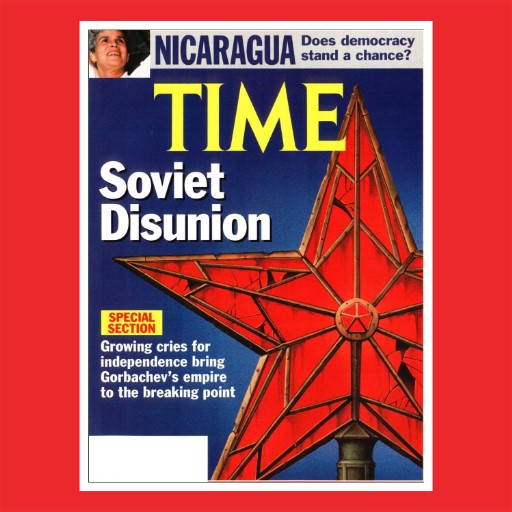 NICARAGUA
Does democracy
stand a chance?
TIME
Soviet
Disunion
SPECIAL
SECTION
Growing cries for
independence bring
Gorbachev's empire
to the breaking point